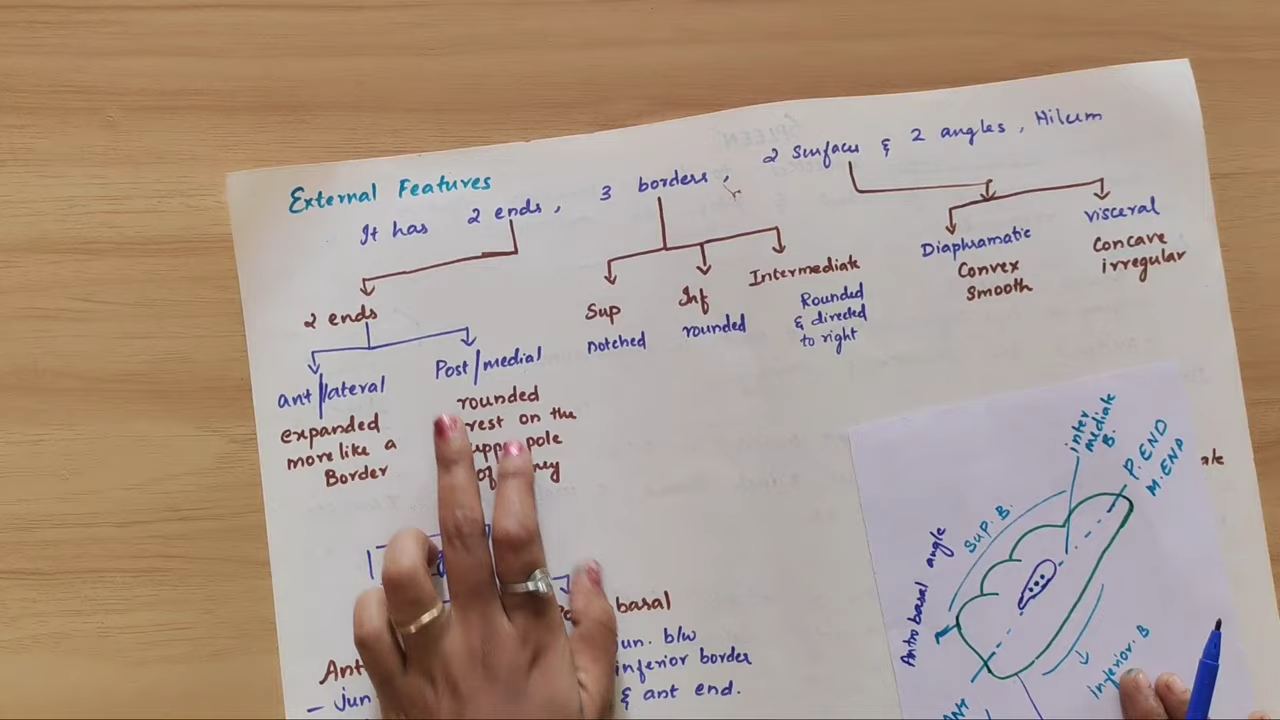 External Features
It has 2 ends, 3 borders, 2 surfaces & 2 angles, Hilum
2 ends
ant/lateral
expanded
more like a
Border
Post/medial
rounded
rest on the
pole
Sup
notched
Inf
rounded
Intermediate
Rounded
& directed
to right
Diaphramatic
Convex
Smooth
visceral
Concave
irregular
Ant
- jun
basal
jun. b/w
inferior border
& ant end.
Antrobasal angle
Sup. B.
inter
mediate
B.
P. END
M. END
Inferior. B
ANT